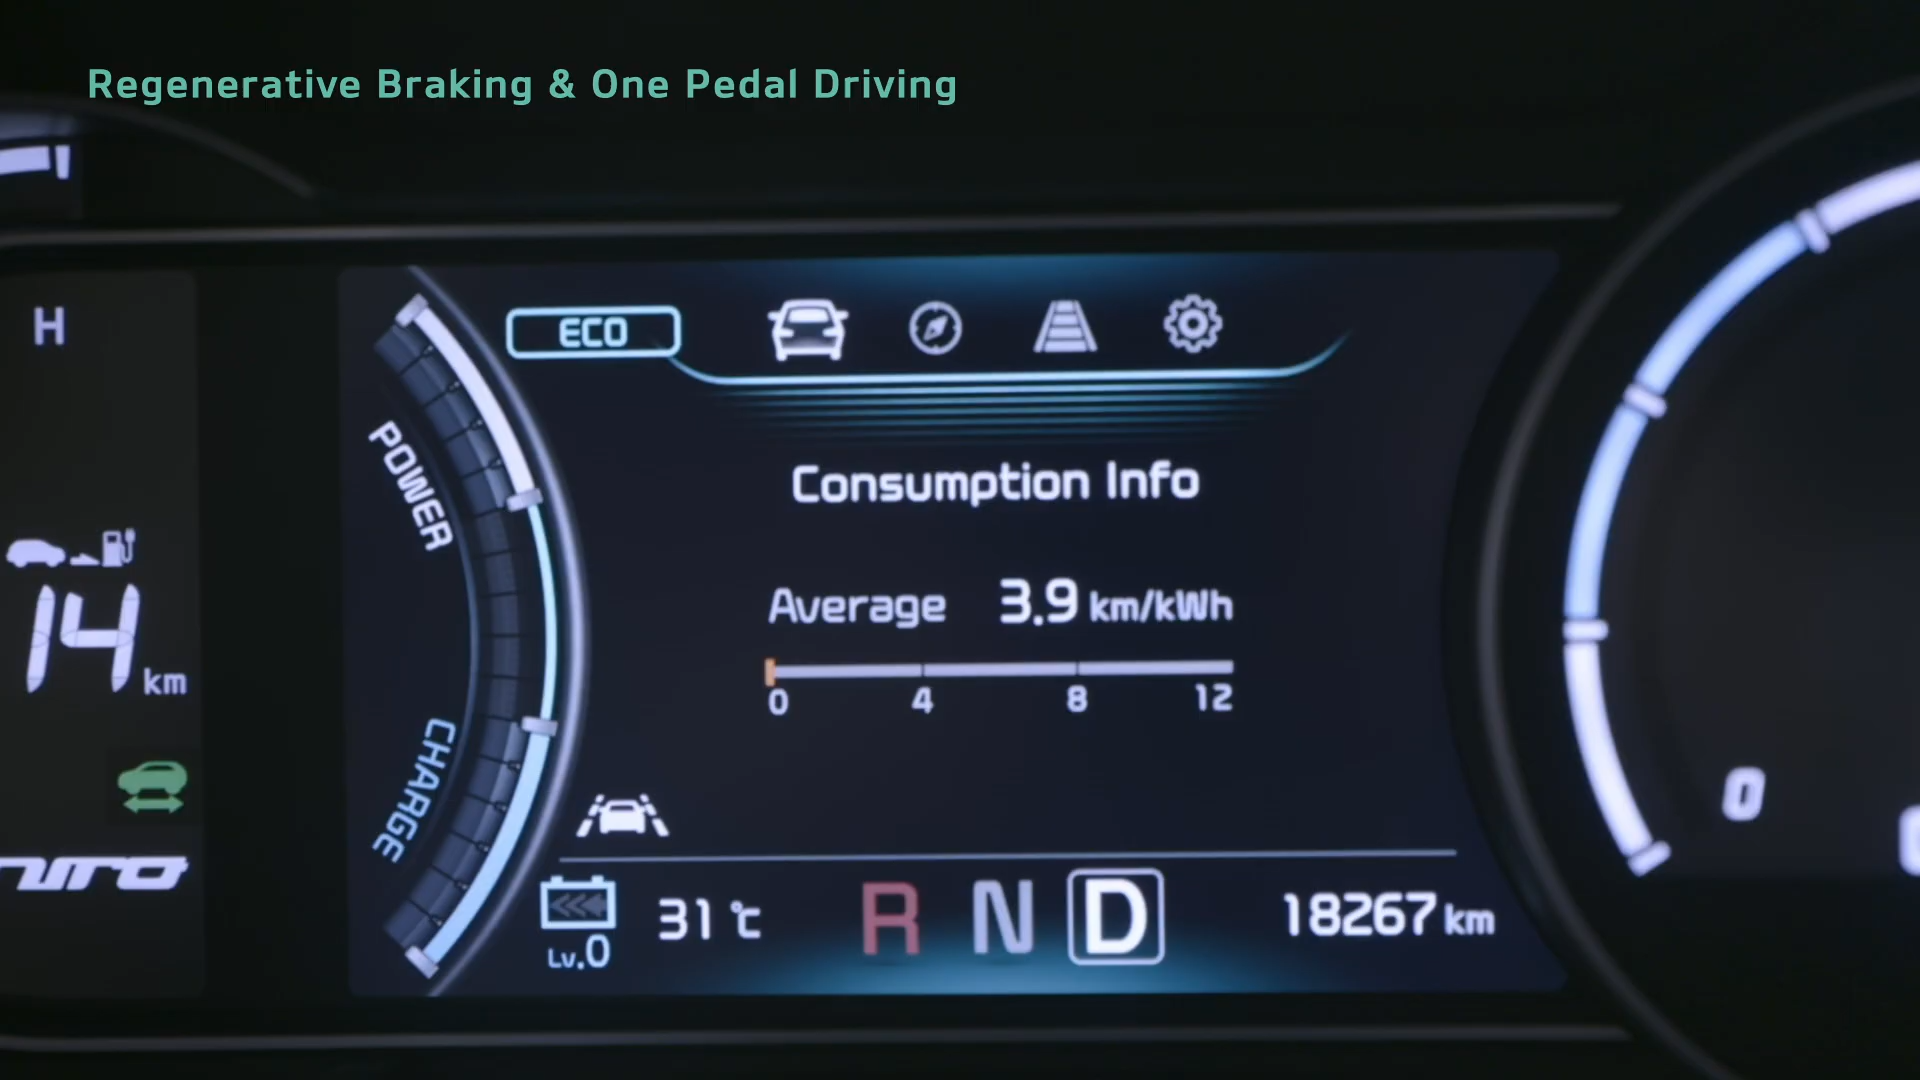 Regenerative Braking & One Pedal Driving
H
ECO
POWER
Consumption Info
Average 3.9 km/kWh
0 4 8 12
14 km
CHARGE
0
Lv.0
31 ℃
R N D
18267 km